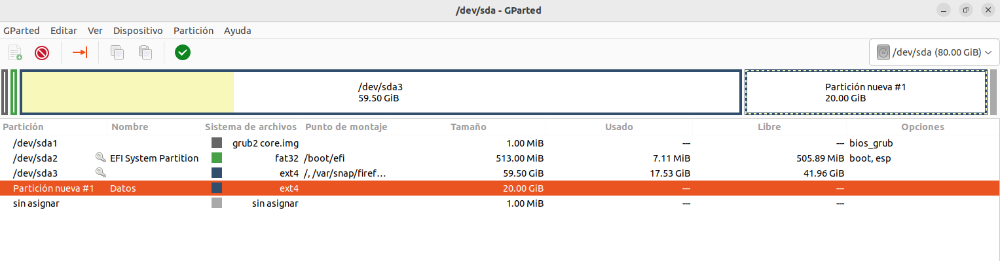 /dev/sda - GParted
GParted Editar Ver Dispositivo Partición Ayuda
/dev/sda (80.00 GiB)
/dev/sda3
59.50 GiB
Partición nueva #1
20.00 GiB
Partición Nombre Sistema de archivos Punto de montaje Tamaño Usado Libre Opciones
/dev/sda1 grub2 core.img 1.00 MiB --- --- bios_grub
/dev/sda2 EFI System Partition fat32 /boot/efi 513.00 MiB 7.11 MiB 505.89 MiB boot, esp
/dev/sda3 ext4 /, /var/snap/firef... 59.50 GiB 17.53 GiB 41.96 GiB
Partición nueva #1 Datos ext4 20.00 GiB --- ---
sin asignar sin asignar 1.00 MiB --- ---